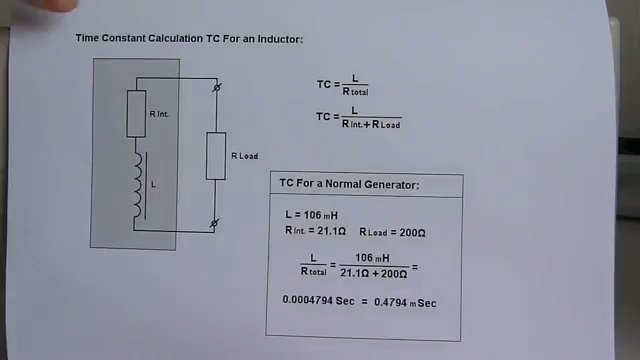 Time Constant Calculation TC For an Inductor:
R Int.
L
R Load
TC = L / R total
TC = L / R Int. + R Load
TC For a Normal Generator:
L = 106 mH
R Int. = 21.1Ω R Load = 200Ω
L / R total = 106 mH / 21.1Ω + 200Ω =
0.0004794 Sec = 0.4794 mSec